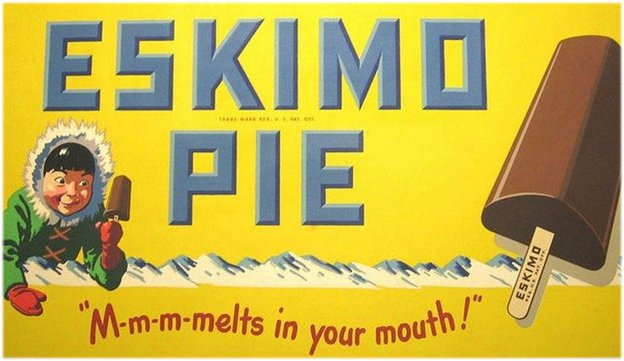 ESKIMO
TRADE MARK REG. U. S. PAT. OFF.
PIE
ESKIMO
"M-m-m-melts in your mouth!"